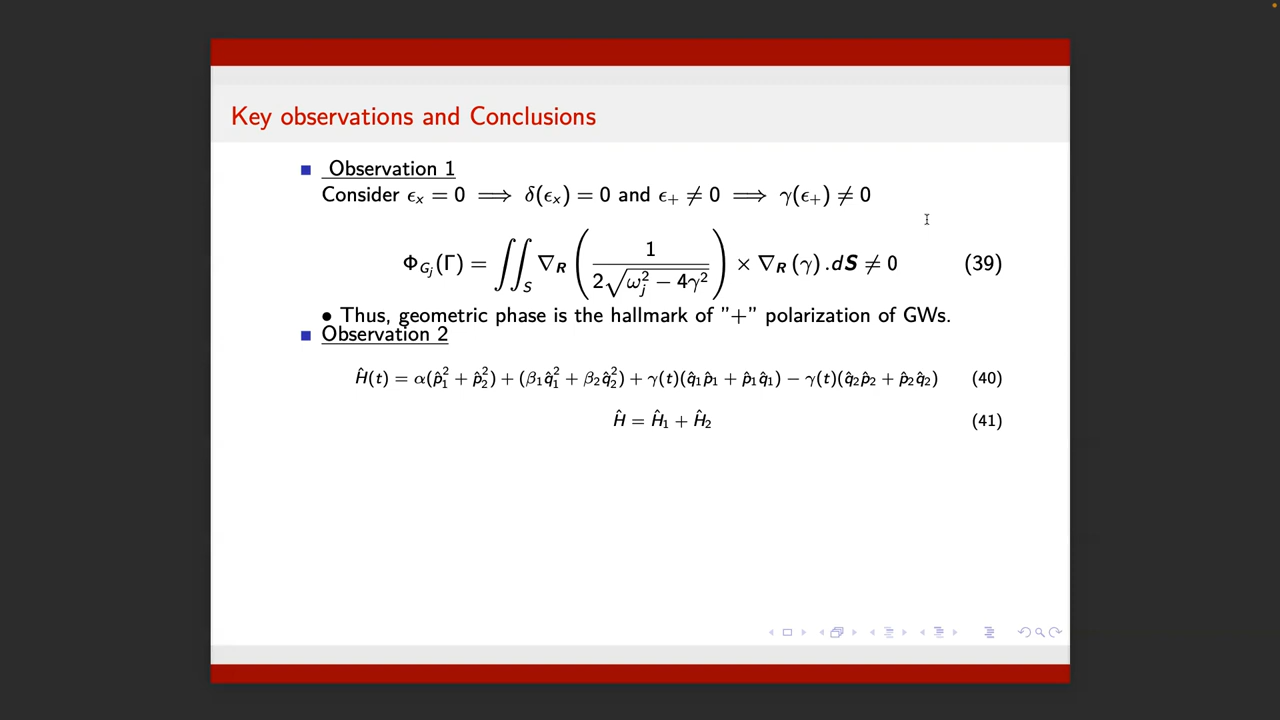 Key observations and Conclusions
Observation 1
Consider ϵₓ = 0 ⟹ δ(ϵₓ) = 0 and ϵ₊ ≠ 0 ⟹ γ(ϵ₊) ≠ 0
Φ_{G_j}(Γ) = ∬_S ∇_R ( 1 / 2√(ω_j² − 4γ²) ) × ∇_R (γ) .dS ≠ 0 (39)
• Thus, geometric phase is the hallmark of "+" polarization of GWs.
Observation 2
Ĥ(t) = α(p̂₁² + p̂₂²) + (β₁q̂₁² + β₂q̂₂²) + γ(t)(q̂₁p̂₁ + p̂₁q̂₁) − γ(t)(q̂₂p̂₂ + p̂₂q̂₂) (40)
Ĥ = Ĥ₁ + Ĥ₂ (41)